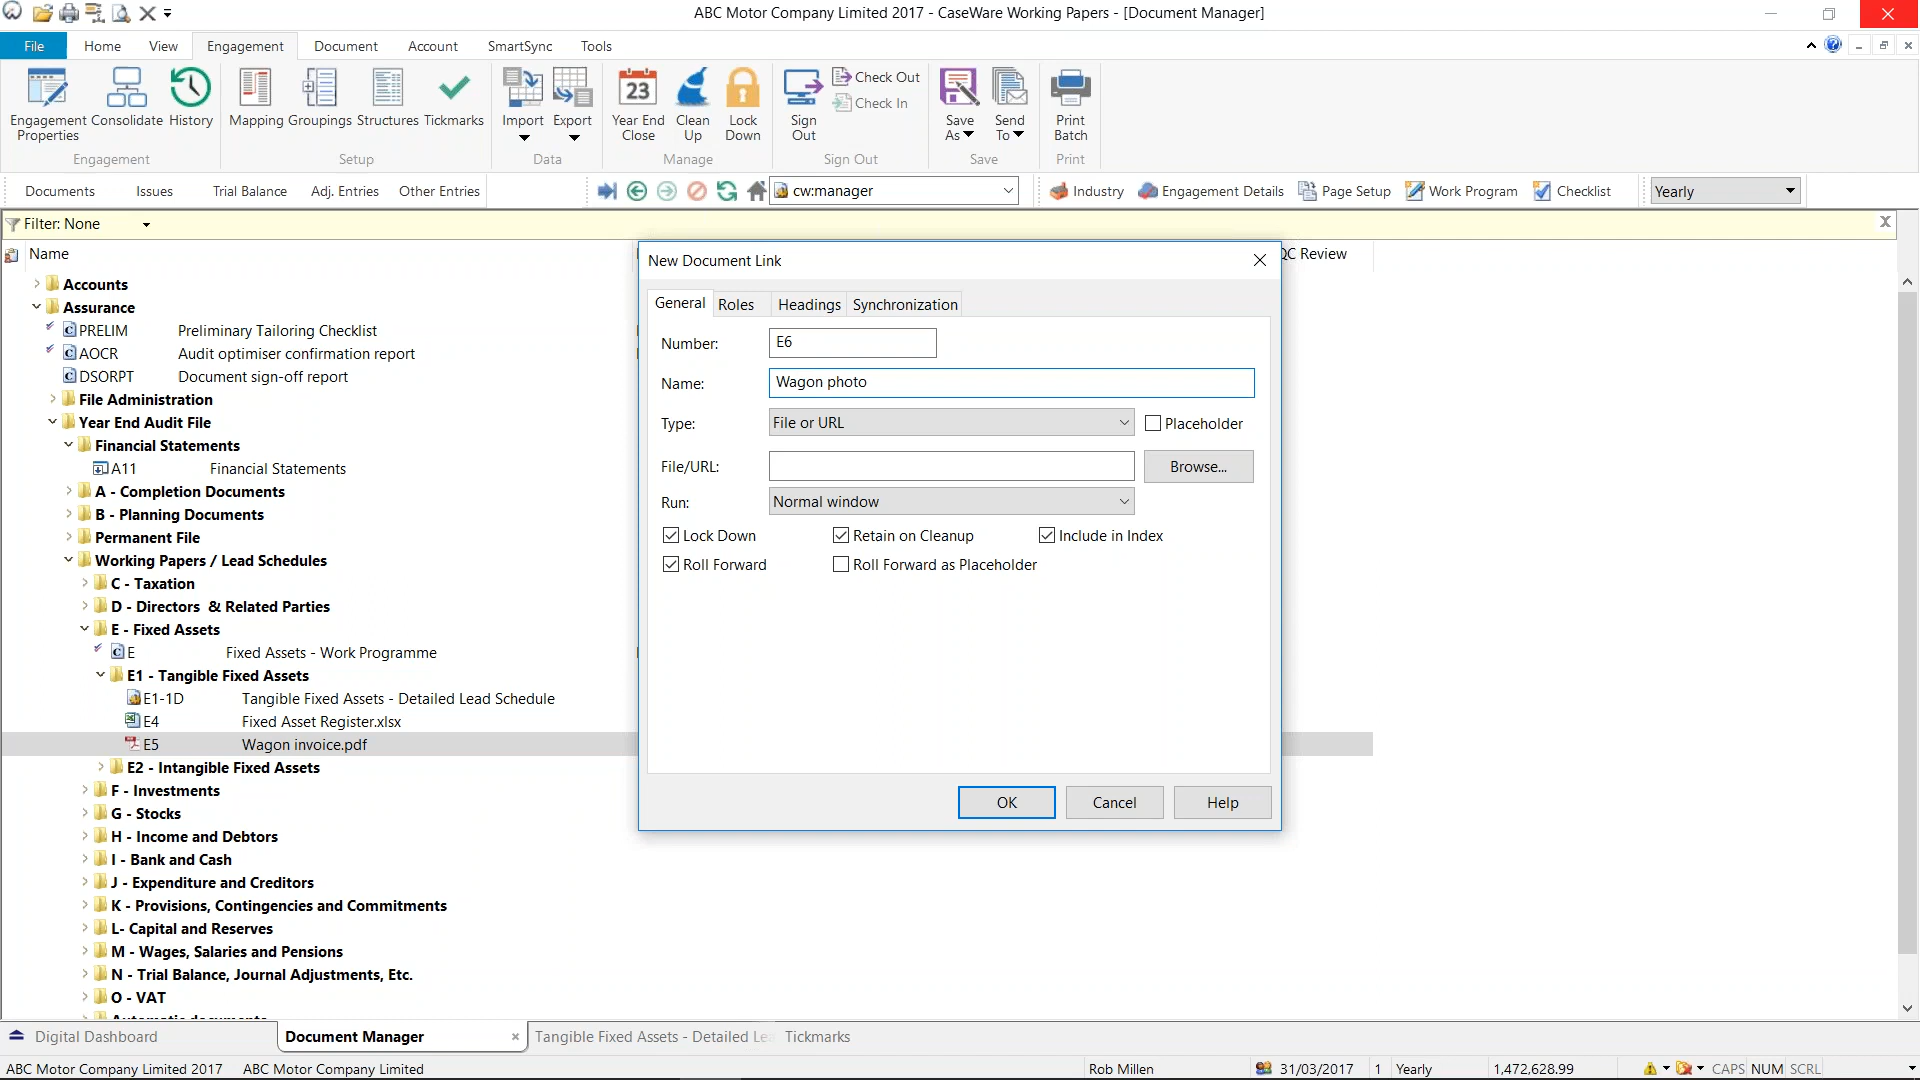 ABC Motor Company Limited 2017 - CaseWare Working Papers - [Document Manager]
File Home View Engagement Document Account SmartSync Tools
Engagement Properties Consolidate History Mapping Groupings Structures Tickmarks Import Export Year End Close Clean Up Lock Down Sign Out Check Out Check In Save As Send To Print Batch
23
Engagement Setup Data Manage Sign Out Save Print
Documents Issues Trial Balance Adj. Entries Other Entries cw:manager Industry Engagement Details Page Setup Work Program Checklist Yearly
Filter: None X
Name QC Review
Accounts
Assurance
PRELIM Preliminary Tailoring Checklist
AOCR Audit optimiser confirmation report
DSORPT Document sign-off report
File Administration
Year End Audit File
Financial Statements
A11 Financial Statements
A - Completion Documents
B - Planning Documents
Permanent File
Working Papers / Lead Schedules
C - Taxation
D - Directors & Related Parties
E - Fixed Assets
E Fixed Assets - Work Programme
E1 - Tangible Fixed Assets
E1-1D Tangible Fixed Assets - Detailed Lead Schedule
E4 Fixed Asset Register.xlsx
E5 Wagon invoice.pdf
E2 - Intangible Fixed Assets
F - Investments
G - Stocks
H - Income and Debtors
I - Bank and Cash
J - Expenditure and Creditors
K - Provisions, Contingencies and Commitments
L- Capital and Reserves
M - Wages, Salaries and Pensions
N - Trial Balance, Journal Adjustments, Etc.
O - VAT
New Document Link
General Roles Headings Synchronization
Number: E6
Name: Wagon photo
Type: File or URL Placeholder
File/URL: Browse...
Run: Normal window
Lock Down Retain on Cleanup Include in Index
Roll Forward Roll Forward as Placeholder
OK Cancel Help
Digital Dashboard Document Manager Tangible Fixed Assets - Detailed Lea Tickmarks
ABC Motor Company Limited 2017 ABC Motor Company Limited Rob Millen 31/03/2017 1 Yearly 1,472,628.99 CAPS NUM SCRL